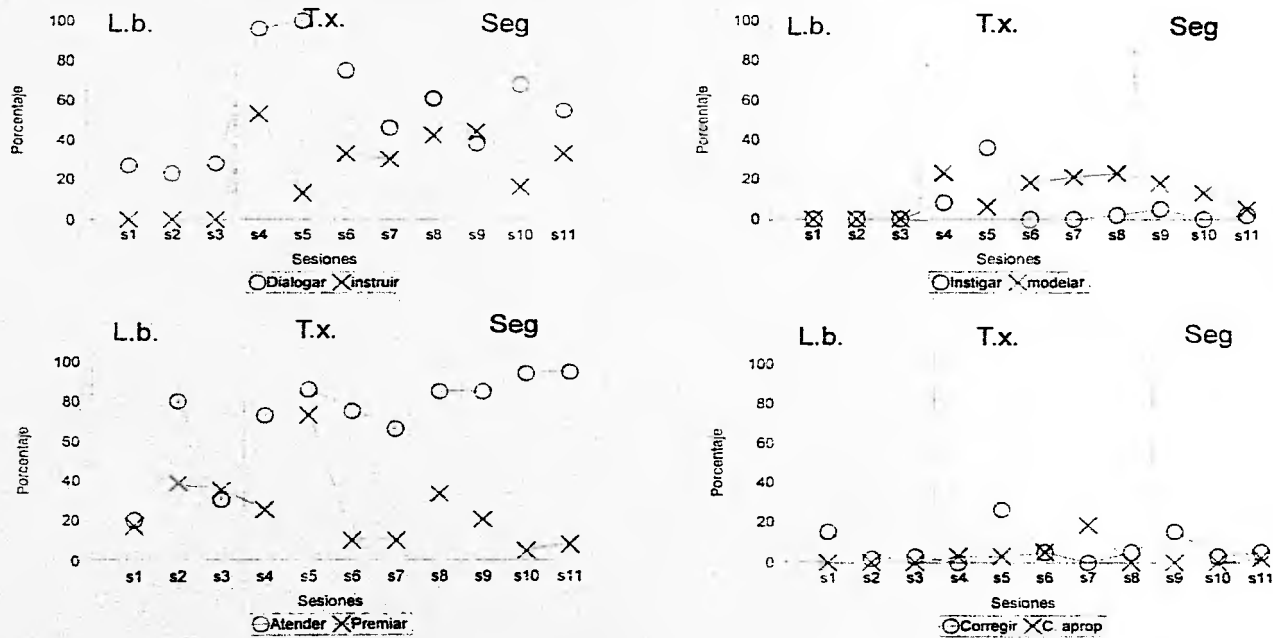 L.b. T.x. Seg
100
80
60
40
20
0
Porcentaje
s1 s2 s3 s4 s5 s6 s7 s8 s9 s10 s11
Sesiones
Dialogar instruir
L.b. T.x. Seg
100
80
60
40
20
0
Porcentaje
s1 s2 s3 s4 s5 s6 s7 s8 s9 s10 s11
Sesiones
Instigar modelar
L.b. T.x. Seg
100
80
60
40
20
0
Porcentaje
s1 s2 s3 s4 s5 s6 s7 s8 s9 s10 s11
Sesiones
Atender Premiar
L.b. T.x. Seg
100
80
60
40
20
0
Porcentaje
s1 s2 s3 s4 s5 s6 s7 s8 s9 s10 s11
Sesiones
Corregir C. aprop